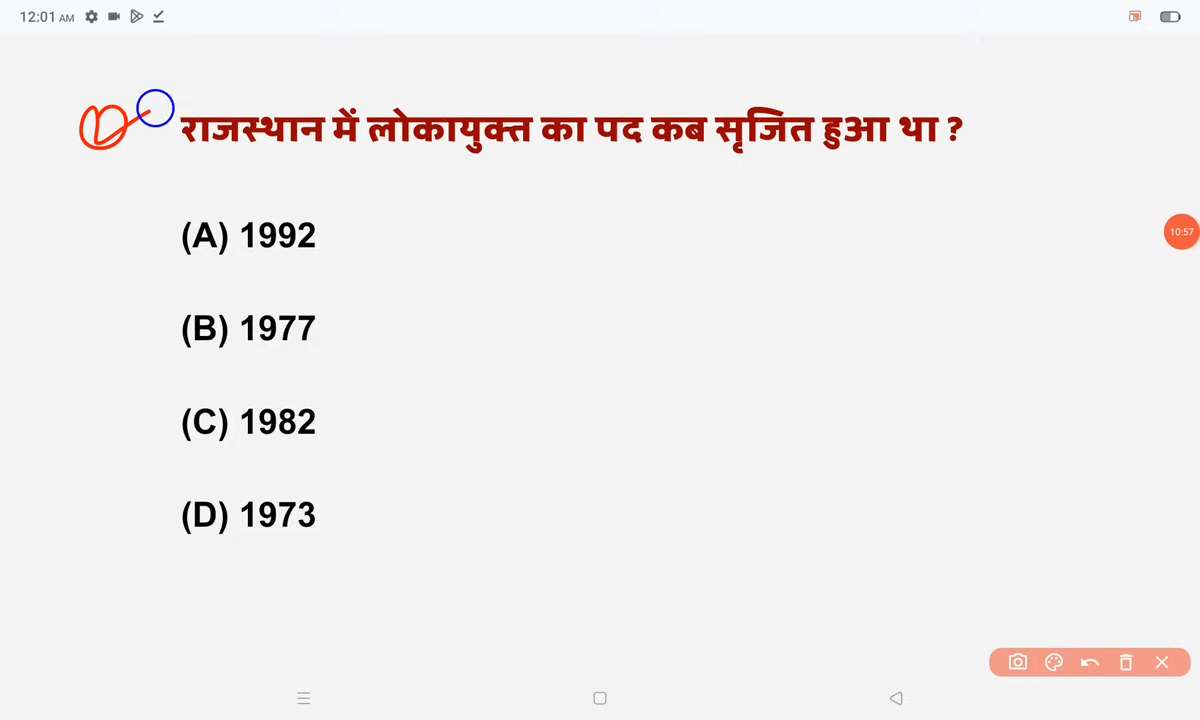 12:01 AM
राजस्थान में लोकायुक्त का पद कब सृजित हुआ था ?
(A) 1992
10:57
(B) 1977
(C) 1982
(D) 1973